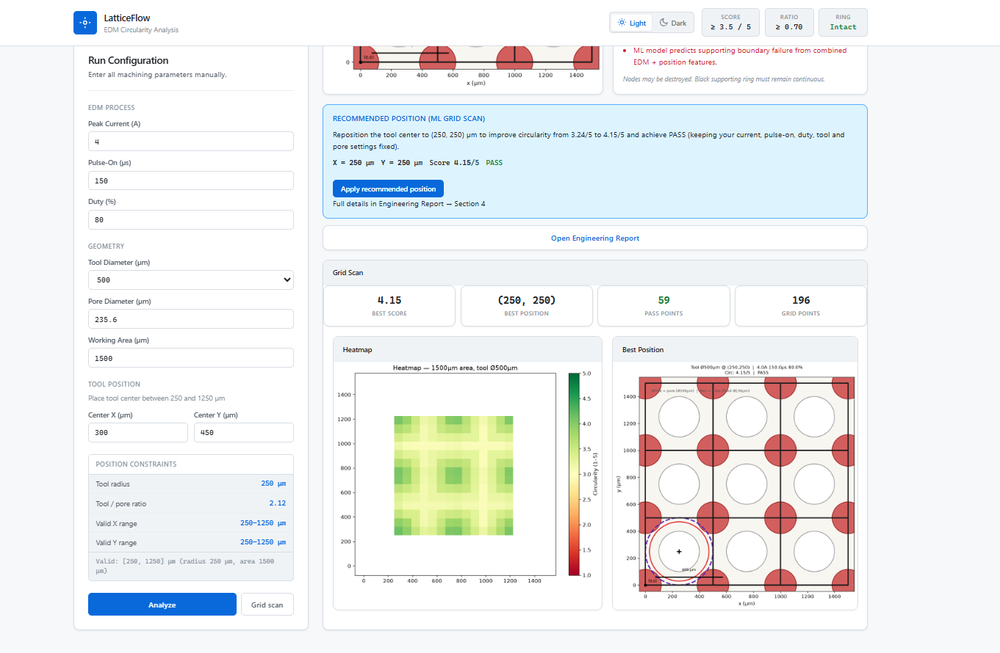 LatticeFlow
EDM Circularity Analysis
Light
Dark
SCORE
≥ 3.5 / 5
RATIO
≥ 0.70
RING
Intact
Run Configuration
Enter all machining parameters manually.
EDM PROCESS
Peak Current (A)
4
Pulse-On (µs)
150
Duty (%)
80
GEOMETRY
Tool Diameter (µm)
500
Pore Diameter (µm)
235.6
Working Area (µm)
1500
TOOL POSITION
Place tool center between 250 and 1250 µm
Center X (µm)
Center Y (µm)
300
450
POSITION CONSTRAINTS
Tool radius
250 µm
Tool / pore ratio
2.12
Valid X range
250–1250 µm
Valid Y range
250–1250 µm
Valid: [250, 1250] µm (radius 250 µm, area 1500
µm)
Analyze
Grid scan
(0,0)
0
0 200 400 600 800 1000 1200 1400
x (µm)
• ML model predicts supporting boundary failure from combined
EDM + position features.
Nodes may be destroyed. Black supporting ring must remain continuous.
RECOMMENDED POSITION (ML GRID SCAN)
Reposition the tool center to (250, 250) µm to improve circularity from 3.24/5 to 4.15/5 and achieve PASS (keeping your current, pulse-on, duty, tool and
pore settings fixed).
X = 250 µm Y = 250 µm Score 4.15/5 PASS
Apply recommended position
Full details in Engineering Report → Section 4
Open Engineering Report
Grid Scan
4.15
BEST SCORE
(250, 250)
BEST POSITION
59
PASS POINTS
196
GRID POINTS
Heatmap
Heatmap — 1500µm area, tool Ø500µm
1400
1200
1000
800
600
400
200
0
0 200 400 600 800 1000 1200 1400
5.0
4.5
4.0
3.5
3.0
2.5
2.0
1.5
1.0
Circularity (1–5)
Best Position
Tool Ø500µm @ (250,250) | 4.0A 150.0µs 80.0%
Circ: 4.15/5 | PASS
1400
1200
1000
800
600
400
200
0
y (µm)
(0,0)
0 200 400 600 800 1000 1200 1400
x (µm)